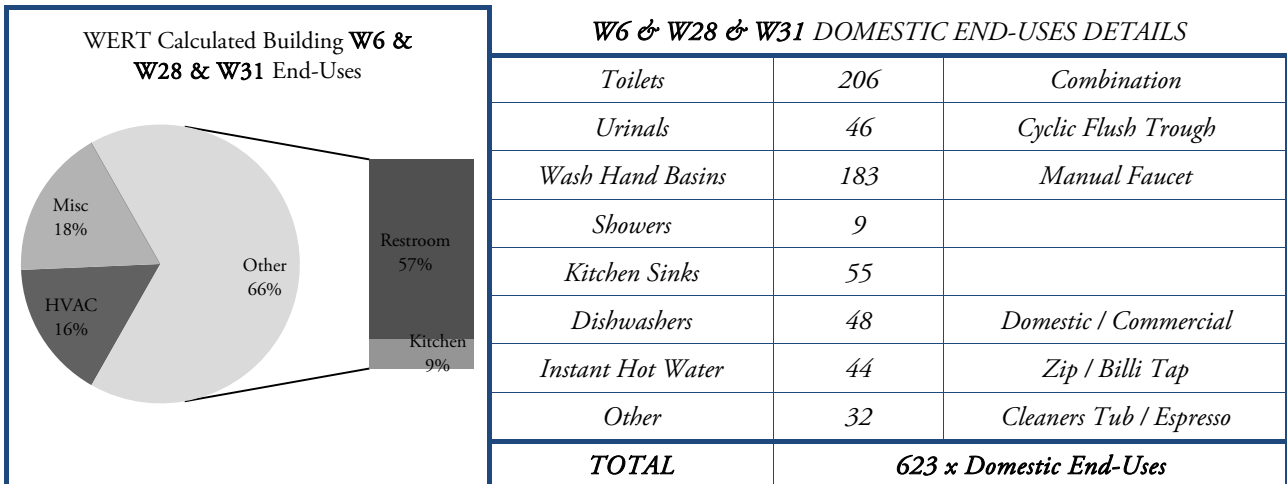 WERT Calculated Building W6 &
W28 & W31 End-Uses
Misc
18%
HVAC
16%
Other
66%
Restroom
57%
Kitchen
9%
W6 & W28 & W31 DOMESTIC END-USES DETAILS
Toilets 206 Combination
Urinals 46 Cyclic Flush Trough
Wash Hand Basins 183 Manual Faucet
Showers 9
Kitchen Sinks 55
Dishwashers 48 Domestic / Commercial
Instant Hot Water 44 Zip / Billi Tap
Other 32 Cleaners Tub / Espresso
TOTAL 623 x Domestic End-Uses